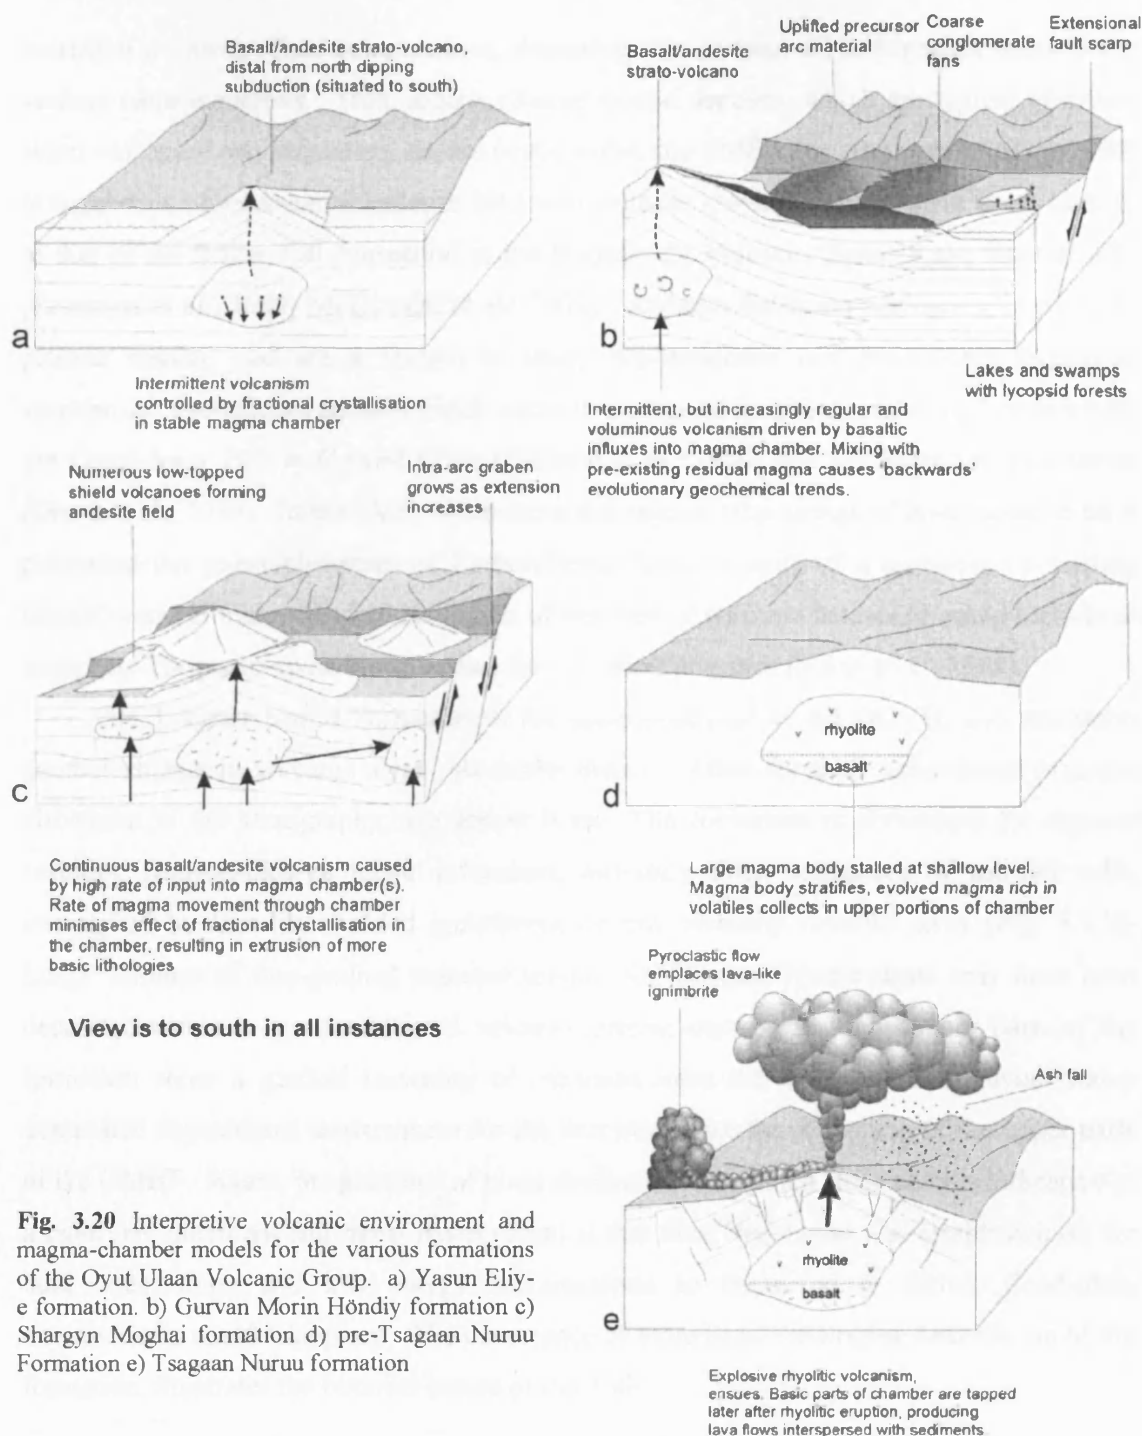 Basalt/andesite strato-volcano,
distal from north dipping
subduction (situated to south)
a
Intermittent volcanism
controlled by fractional crystallisation
in stable magma chamber
Basalt/andesite
strato-volcano
Uplifted precursor
arc material
Coarse
conglomerate
fans
Extensional
fault scarp
b
Lakes and swamps
with lycopsid forests
Intermittent, but increasingly regular and
voluminous volcanism driven by basaltic
influxes into magma chamber. Mixing with
pre-existing residual magma causes 'backwards'
evolutionary geochemical trends.
Numerous low-topped
shield volcanoes forming
andesite field
Intra-arc graben
grows as extension
increases
c
Continuous basalt/andesite volcanism caused
by high rate of input into magma chamber(s).
Rate of magma movement through chamber
minimises effect of fractional crystallisation in
the chamber, resulting in extrusion of more
basic lithologies
rhyolite
basalt
d
Large magma body stalled at shallow level.
Magma body stratifies, evolved magma rich in
volatiles collects in upper portions of chamber
View is to south in all instances
Pyroclastic flow
emplaces lava-like
ignimbrite
Ash fall
rhyolite
basalt
e
Explosive rhyolitic volcanism,
ensues. Basic parts of chamber are tapped
later after rhyolitic eruption, producing
lava flows interspersed with sediments
Fig. 3.20 Interpretive volcanic environment and
magma-chamber models for the various formations
of the Oyut Ulaan Volcanic Group. a) Yasun Eliy-
e formation. b) Gurvan Morin Höndiy formation c)
Shargyn Moghai formation d) pre-Tsagaan Nuruu
Formation e) Tsagaan Nuruu formation